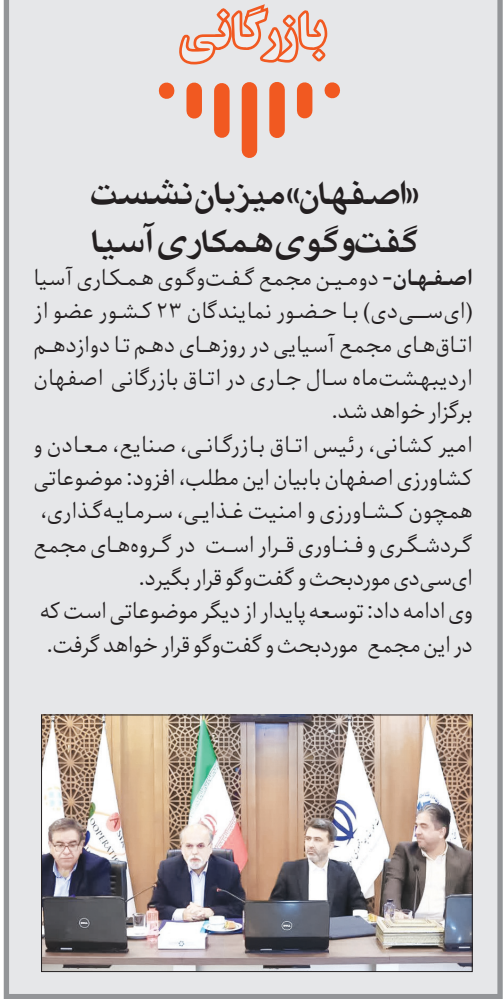 بازرگانی
«اصفهان» میزبان نشست
گفت‌وگوی همکاری آسیا
اصفهان- دومین مجمع گفت‌وگوی همکاری آسیا
(ای‌سی‌دی) با حضور نمایندگان ۲۳ کشور عضو از
اتاق‌های مجمع آسیایی در روزهای دهم تا دوازدهم
اردیبهشت‌ماه سال جاری در اتاق بازرگانی اصفهان
برگزار خواهد شد.
امیر کشانی، رئیس اتاق بازرگانی، صنایع، معادن و
کشاورزی اصفهان بابیان این مطلب، افزود: موضوعاتی
همچون کشاورزی و امنیت غذایی، سرمایه‌گذاری،
گردشگری و فناوری قرار است در گروه‌های مجمع
ای‌سی‌دی موردبحث و گفت‌وگو قرار بگیرد.
وی ادامه داد: توسعه پایدار از دیگر موضوعاتی است که
در این مجمع موردبحث و گفت‌وگو قرار خواهد گرفت.